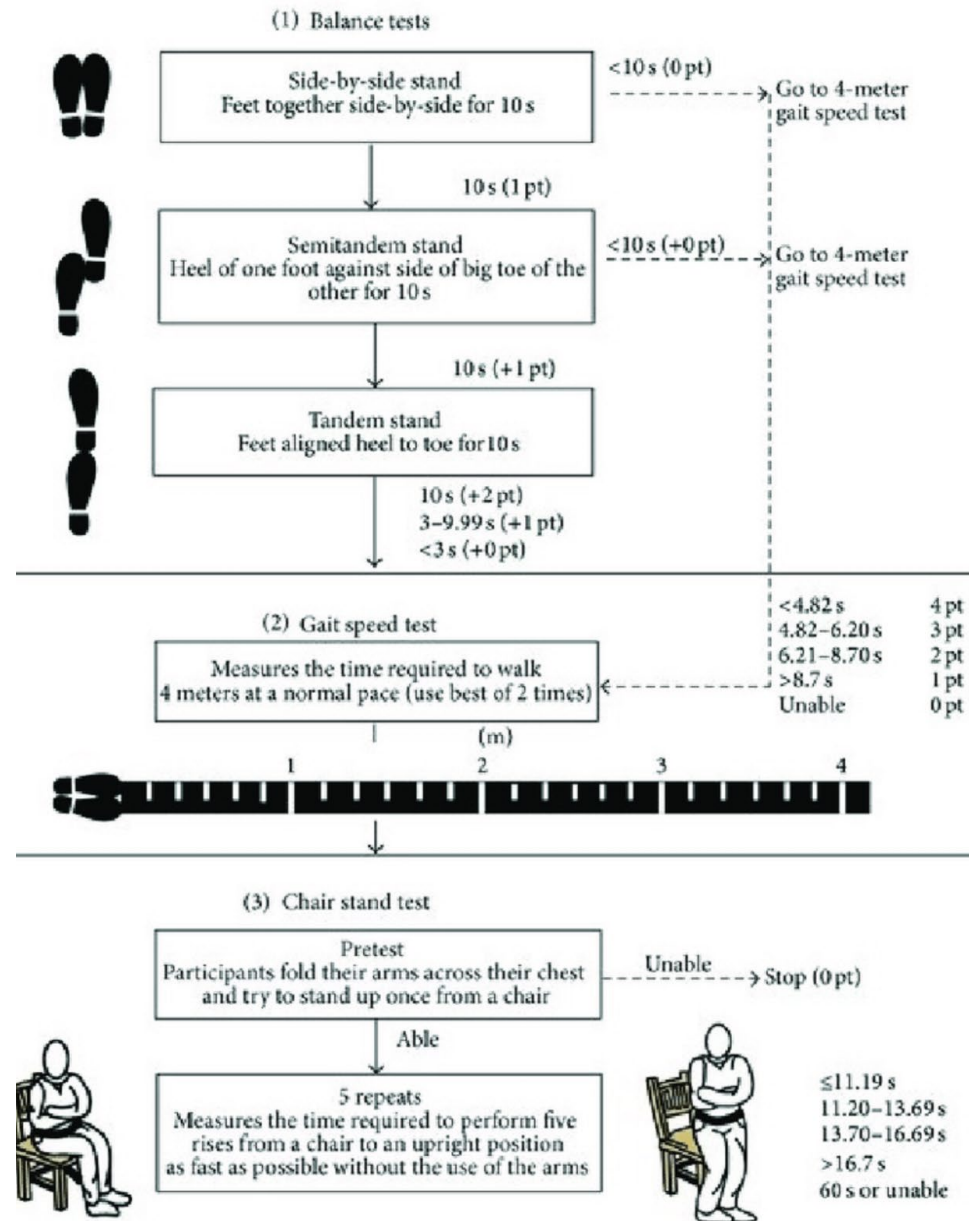 (1) Balance tests
Side-by-side stand
Feet together side-by-side for 10 s
<10 s (0 pt)
Go to 4-meter
gait speed test
10 s (1 pt)
Semitandem stand
Heel of one foot against side of big toe of the
other for 10 s
<10 s (+0 pt)
Go to 4-meter
gait speed test
10 s (+1 pt)
Tandem stand
Feet aligned heel to toe for 10 s
10 s (+2 pt)
3–9.99 s (+1 pt)
<3 s (+0 pt)
(2) Gait speed test
Measures the time required to walk
4 meters at a normal pace (use best of 2 times)
<4.82 s 4 pt
4.82–6.20 s 3 pt
6.21–8.70 s 2 pt
>8.7 s 1 pt
Unable 0 pt
(m)
1 2 3 4
(3) Chair stand test
Pretest
Participants fold their arms across their chest
and try to stand up once from a chair
Unable
Stop (0 pt)
Able
5 repeats
Measures the time required to perform five
rises from a chair to an upright position
as fast as possible without the use of the arms
≦11.19 s
11.20–13.69 s
13.70–16.69 s
>16.7 s
60 s or unable